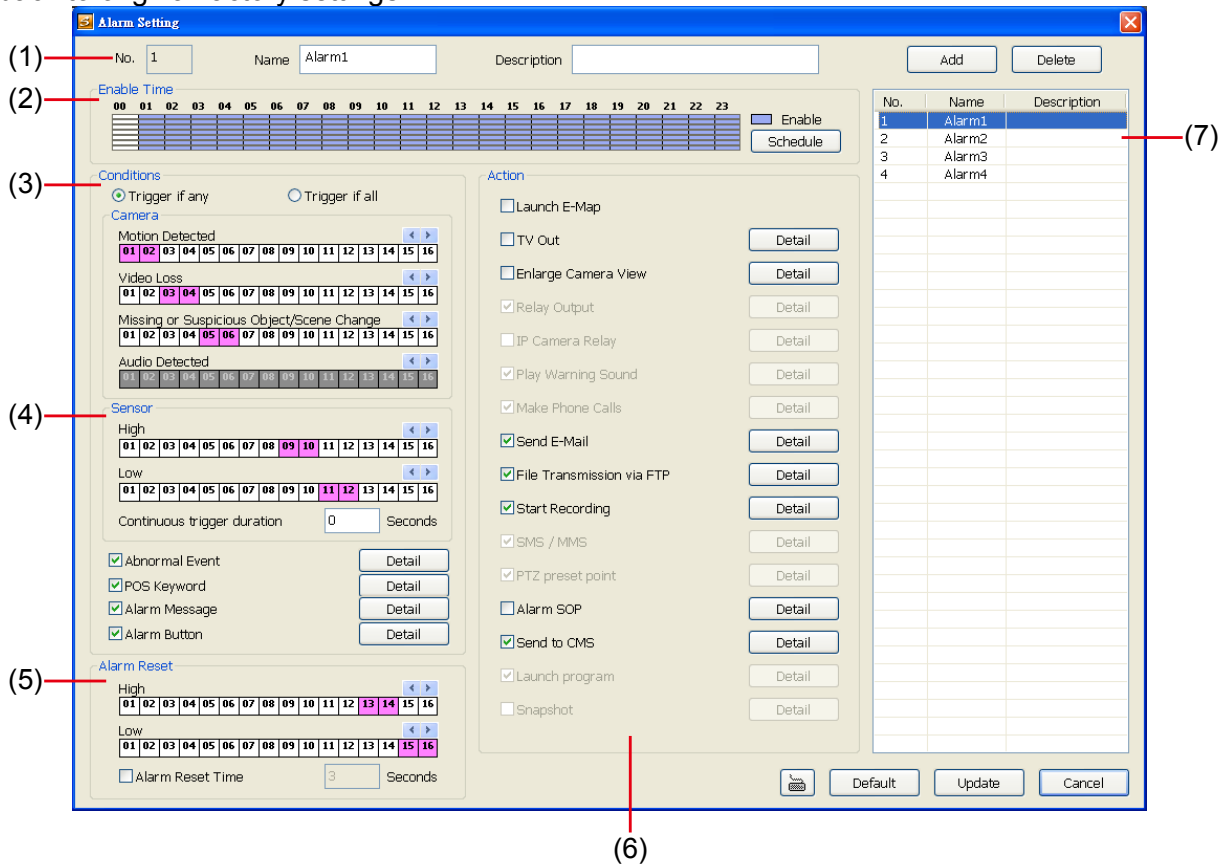 Alarm Setting
(1)
No. 1 Name Alarm1 Description Add Delete
(2)
Enable Time
00 01 02 03 04 05 06 07 08 09 10 11 12 13 14 15 16 17 18 19 20 21 22 23
Enable
Schedule
No. Name Description
1 Alarm1
2 Alarm2
3 Alarm3
4 Alarm4
(7)
(3)
Conditions
Trigger if any Trigger if all
Camera
Motion Detected
01 02 03 04 05 06 07 08 09 10 11 12 13 14 15 16
Video Loss
01 02 03 04 05 06 07 08 09 10 11 12 13 14 15 16
Missing or Suspicious Object/Scene Change
01 02 03 04 05 06 07 08 09 10 11 12 13 14 15 16
Audio Detected
01 02 03 04 05 06 07 08 09 10 11 12 13 14 15 16
(4)
Sensor
High
01 02 03 04 05 06 07 08 09 10 11 12 13 14 15 16
Low
01 02 03 04 05 06 07 08 09 10 11 12 13 14 15 16
Continuous trigger duration 0 Seconds
Abnormal Event Detail
POS Keyword Detail
Alarm Message Detail
Alarm Button Detail
(5)
Alarm Reset
High
01 02 03 04 05 06 07 08 09 10 11 12 13 14 15 16
Low
01 02 03 04 05 06 07 08 09 10 11 12 13 14 15 16
Alarm Reset Time 3 Seconds
Action
Launch E-Map
TV Out Detail
Enlarge Camera View Detail
Relay Output Detail
IP Camera Relay Detail
Play Warning Sound Detail
Make Phone Calls Detail
Send E-Mail Detail
File Transmission via FTP Detail
Start Recording Detail
SMS / MMS Detail
PTZ preset point Detail
Alarm SOP Detail
Send to CMS Detail
Launch program Detail
Snapshot Detail
Default Update Cancel
(6)